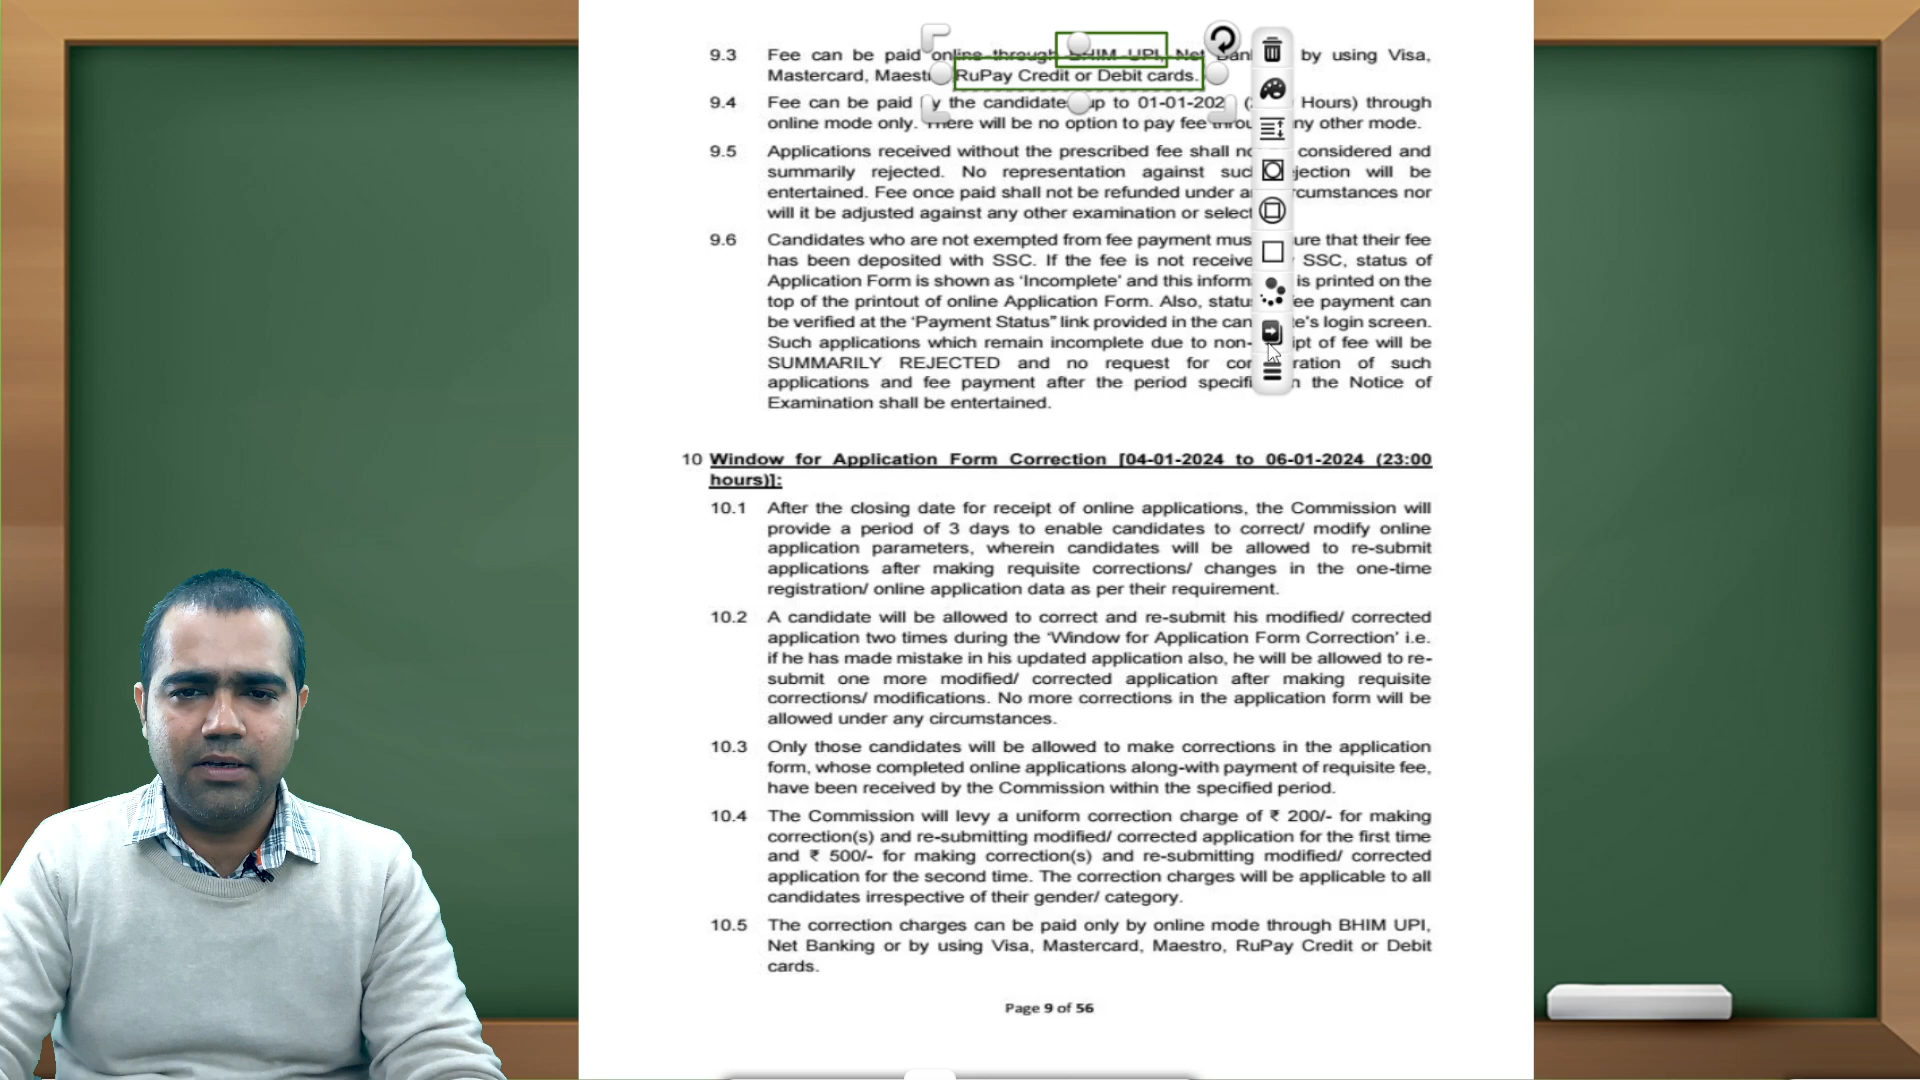 9.3 Fee can be paid online through BHIM UPI, Net Ban by using Visa,
Mastercard, Maest RuPay Credit or Debit cards.
9.4 Fee can be paid by the candidates up to 01-01-202 ( Hours) through
online mode only. There will be no option to pay fee throu ny other mode.
9.5 Applications received without the prescribed fee shall no considered and
summarily rejected. No representation against suc ejection will be
entertained. Fee once paid shall not be refunded under a rcumstances nor
will it be adjusted against any other examination or select
9.6 Candidates who are not exempted from fee payment mus ure that their fee
has been deposited with SSC. If the fee is not receive SSC, status of
Application Form is shown as ‘Incomplete’ and this inform is printed on the
top of the printout of online Application Form. Also, statu ee payment can
be verified at the ‘Payment Status” link provided in the can te’s login screen.
Such applications which remain incomplete due to non- ipt of fee will be
SUMMARILY REJECTED and no request for con ration of such
applications and fee payment after the period specifi n the Notice of
Examination shall be entertained.
10 Window for Application Form Correction [04-01-2024 to 06-01-2024 (23:00
hours)]:
10.1 After the closing date for receipt of online applications, the Commission will
provide a period of 3 days to enable candidates to correct/ modify online
application parameters, wherein candidates will be allowed to re-submit
applications after making requisite corrections/ changes in the one-time
registration/ online application data as per their requirement.
10.2 A candidate will be allowed to correct and re-submit his modified/ corrected
application two times during the ‘Window for Application Form Correction’ i.e.
if he has made mistake in his updated application also, he will be allowed to re-
submit one more modified/ corrected application after making requisite
corrections/ modifications. No more corrections in the application form will be
allowed under any circumstances.
10.3 Only those candidates will be allowed to make corrections in the application
form, whose completed online applications along-with payment of requisite fee,
have been received by the Commission within the specified period.
10.4 The Commission will levy a uniform correction charge of ₹ 200/- for making
correction(s) and re-submitting modified/ corrected application for the first time
and ₹ 500/- for making correction(s) and re-submitting modified/ corrected
application for the second time. The correction charges will be applicable to all
candidates irrespective of their gender/ category.
10.5 The correction charges can be paid only by online mode through BHIM UPI,
Net Banking or by using Visa, Mastercard, Maestro, RuPay Credit or Debit
cards.
Page 9 of 56